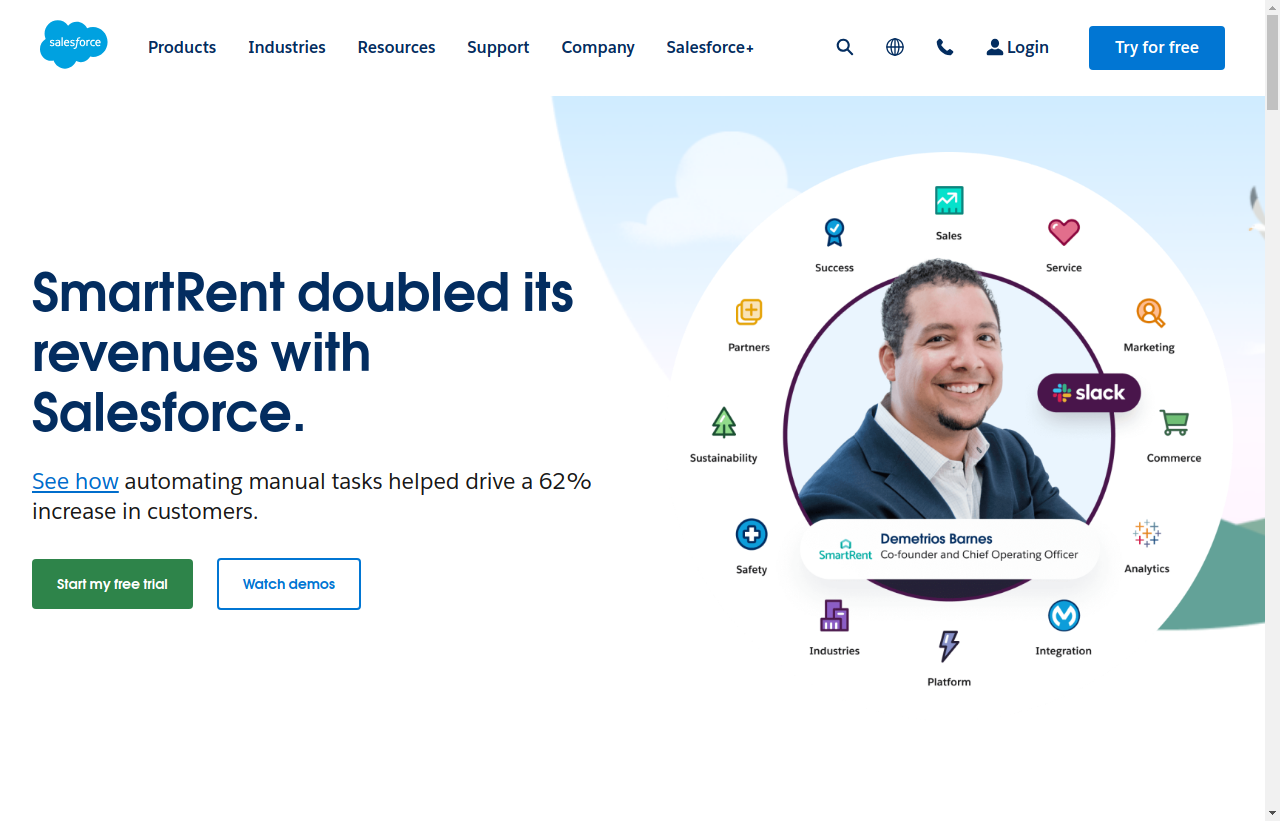 salesforce
Products
Industries
Resources
Support
Company
Salesforce+
Login
Try for free
SmartRent doubled its
revenues with
Salesforce.
See how automating manual tasks helped drive a 62%
increase in customers.
Start my free trial
Watch demos
Sales
Success
Service
Partners
Marketing
slack
Sustainability
Commerce
SmartRent
Demetrios Barnes
Co-founder and Chief Operating Officer
Safety
Analytics
Industries
Integration
Platform